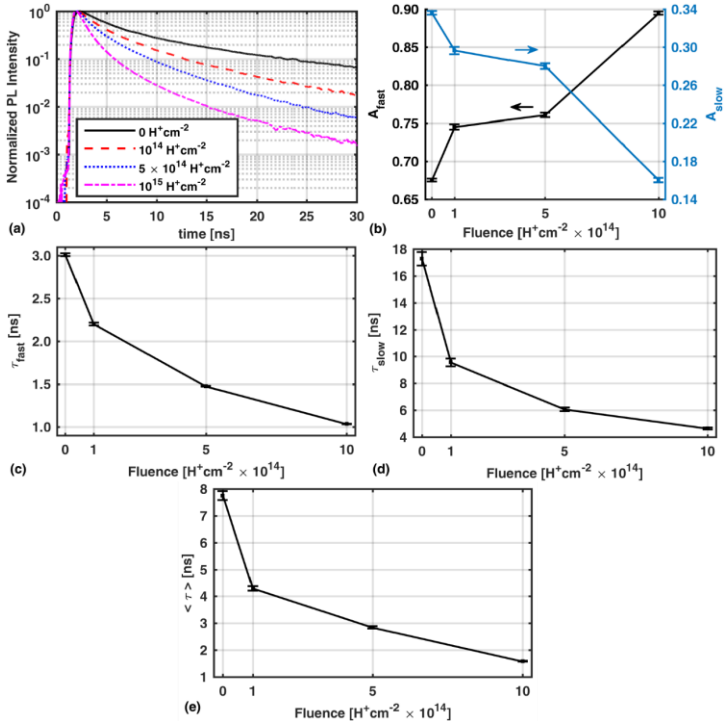 Normalized PL Intensity
10⁰
10⁻¹
10⁻²
10⁻³
10⁻⁴
0 H⁺cm⁻²
10¹⁴ H⁺cm⁻²
5 × 10¹⁴ H⁺cm⁻²
10¹⁵ H⁺cm⁻²
0 5 10 15 20 25 30
(a) time [ns]
A_fast
0.90
0.85
0.80
0.75
0.70
0.65
0.34
0.30
0.26
0.22
0.18
0.14
A_slow
0 1 5 10
(b) Fluence [H⁺cm⁻² × 10¹⁴]
τ_fast [ns]
3.0
2.5
2.0
1.5
1.0
0 1 5 10
(c) Fluence [H⁺cm⁻² × 10¹⁴]
τ_slow [ns]
18
16
14
12
10
8
6
4
0 1 5 10
(d) Fluence [H⁺cm⁻² × 10¹⁴]
< τ > [ns]
8
7
6
5
4
3
2
1
0 1 5 10
(e) Fluence [H⁺cm⁻² × 10¹⁴]